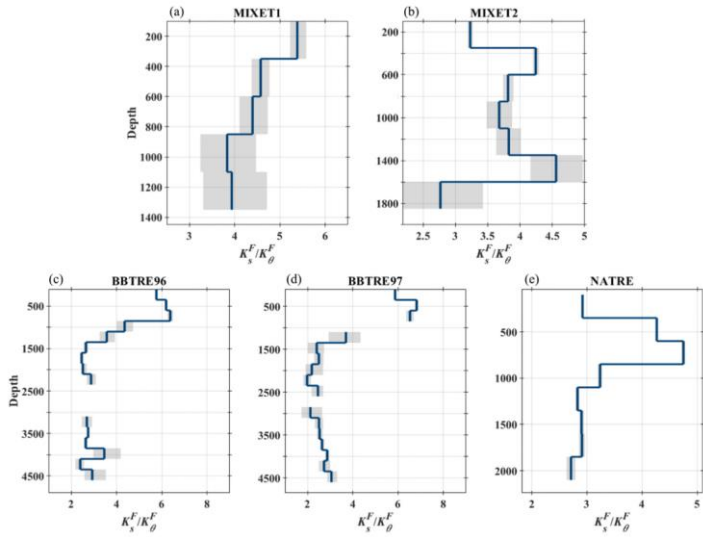 (a) MIXET1
200
400
600
800
1000
1200
1400
Depth
3 4 5 6
K_s^F/K_θ^F
(b) MIXET2
200
600
1000
1400
1800
2.5 3 3.5 4 4.5 5
K_s^F/K_θ^F
(c) BBTRE96
500
1500
2500
3500
4500
Depth
2 4 6 8
K_s^F/K_θ^F
(d) BBTRE97
500
1500
2500
3500
4500
2 4 6 8
K_s^F/K_θ^F
(e) NATRE
500
1000
1500
2000
2 3 4 5
K_s^F/K_θ^F